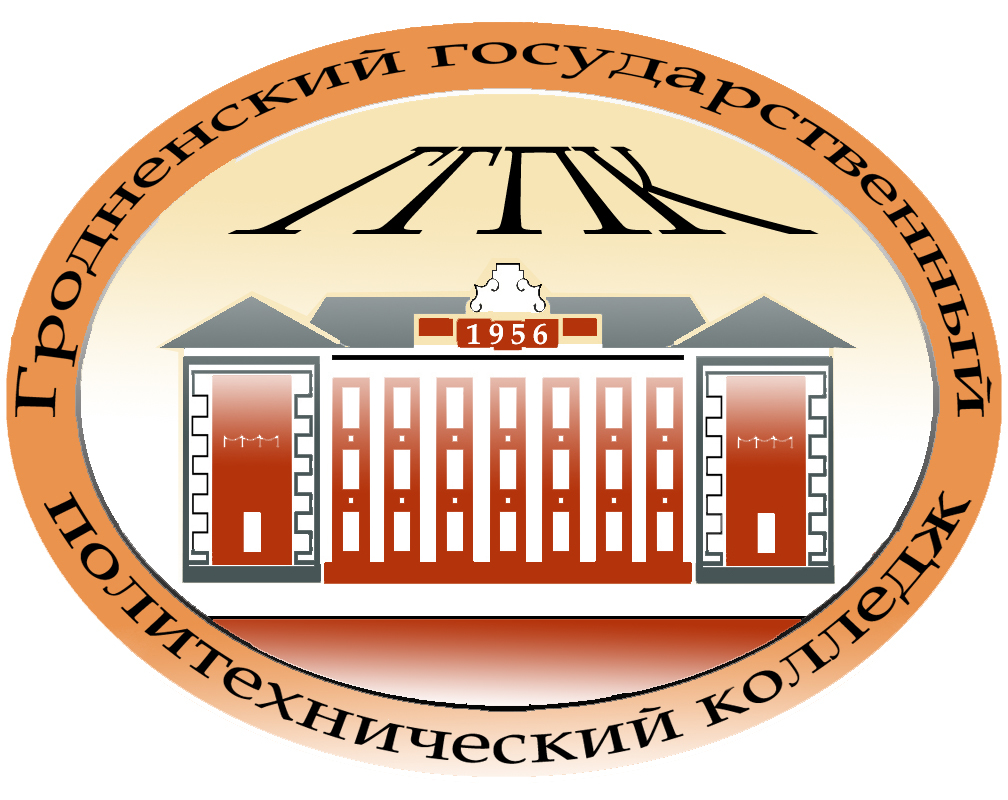 Гродненский государственный
ГГПК
1956
политехнический колледж